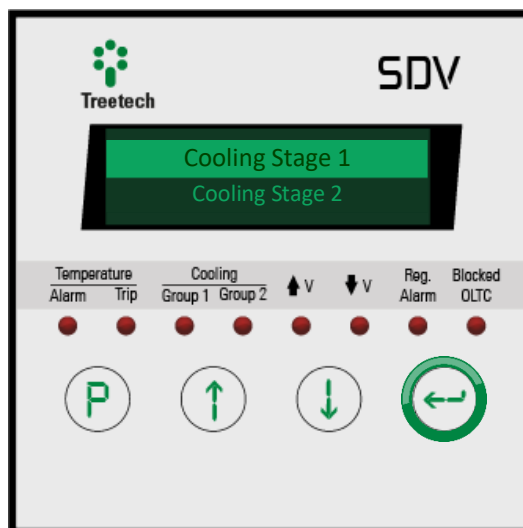 Treetech
SDV
Cooling Stage 1
Cooling Stage 2
Temperature
Alarm Trip
Cooling
Group 1 Group 2
V
V
Reg.
Alarm
Blocked
OLTC
P